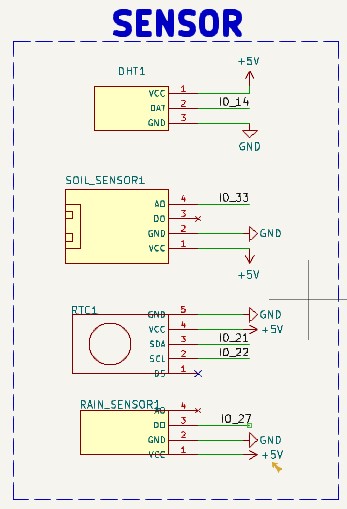 SENSOR
DHT1
+5V
VCC 1
DAT 2 IO_14
GND 3
GND
SOIL_SENSOR1
AO 4 IO_33
DO 3
GND 2 GND
VCC 1
+5V
RTC1
GND 5 GND
VCC 4 +5V
SDA 3 IO_21
SCL 2 IO_22
DS 1
RAIN_SENSOR1
AO 4
DO 3 IO_27
GND 2 GND
VCC 1 +5V